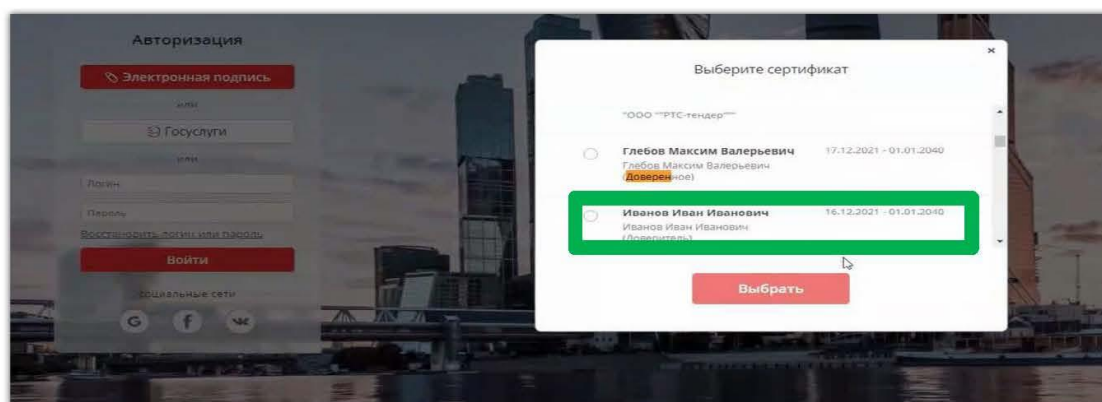 Авторизация
Электронная подпись
или
Госуслуги
или
Логин
Пароль
Восстановить логин или пароль
Войти
социальные сети
G f
×
Выберите сертификат
"ООО ""РТС-тендер"""
Глебов Максим Валерьевич 17.12.2021 - 01.01.2040
Глебов Максим Валерьевич
(Доверенное)
Иванов Иван Иванович 16.12.2021 - 01.01.2040
Иванов Иван Иванович
(Доверитель)
Выбрать